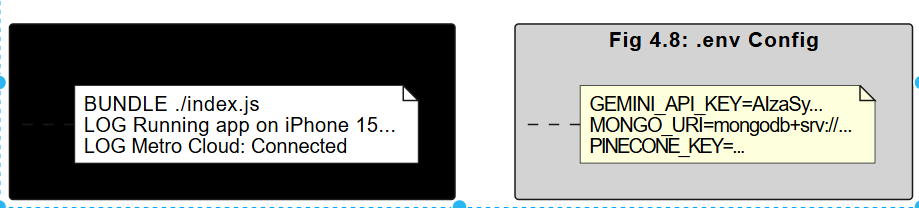 BUNDLE ./index.js
LOG Running app on iPhone 15...
LOG Metro Cloud: Connected
Fig 4.8: .env Config
GEMINI_API_KEY=AIzaSy...
MONGO_URI=mongodb+srv://...
PINECONE_KEY=...